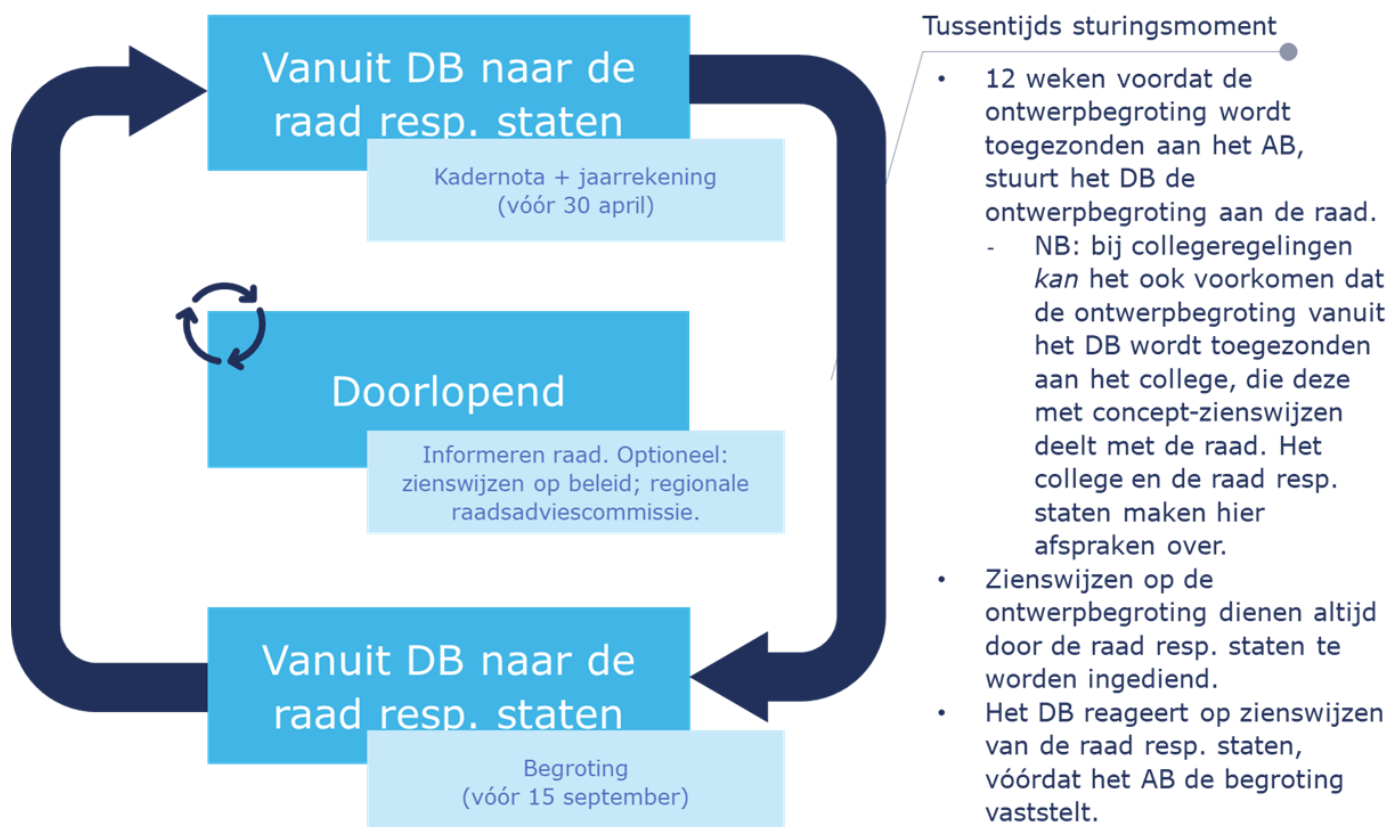 Vanuit DB naar de
raad resp. staten
Kadernota + jaarrekening
(vóór 30 april)
Doorlopend
Informeren raad. Optioneel:
zienswijzen op beleid; regionale
raadsadviescommissie.
Vanuit DB naar de
raad resp. staten
Begroting
(vóór 15 september)
Tussentijds sturingsmoment
• 12 weken voordat de
ontwerpbegroting wordt
toegezonden aan het AB,
stuurt het DB de
ontwerpbegroting aan de raad.
- NB: bij collegeregelingen
kan het ook voorkomen dat
de ontwerpbegroting vanuit
het DB wordt toegezonden
aan het college, die deze
met concept-zienswijzen
deelt met de raad. Het
college en de raad resp.
staten maken hier
afspraken over.
• Zienswijzen op de
ontwerpbegroting dienen altijd
door de raad resp. staten te
worden ingediend.
• Het DB reageert op zienswijzen
van de raad resp. staten,
vóórdat het AB de begroting
vaststelt.